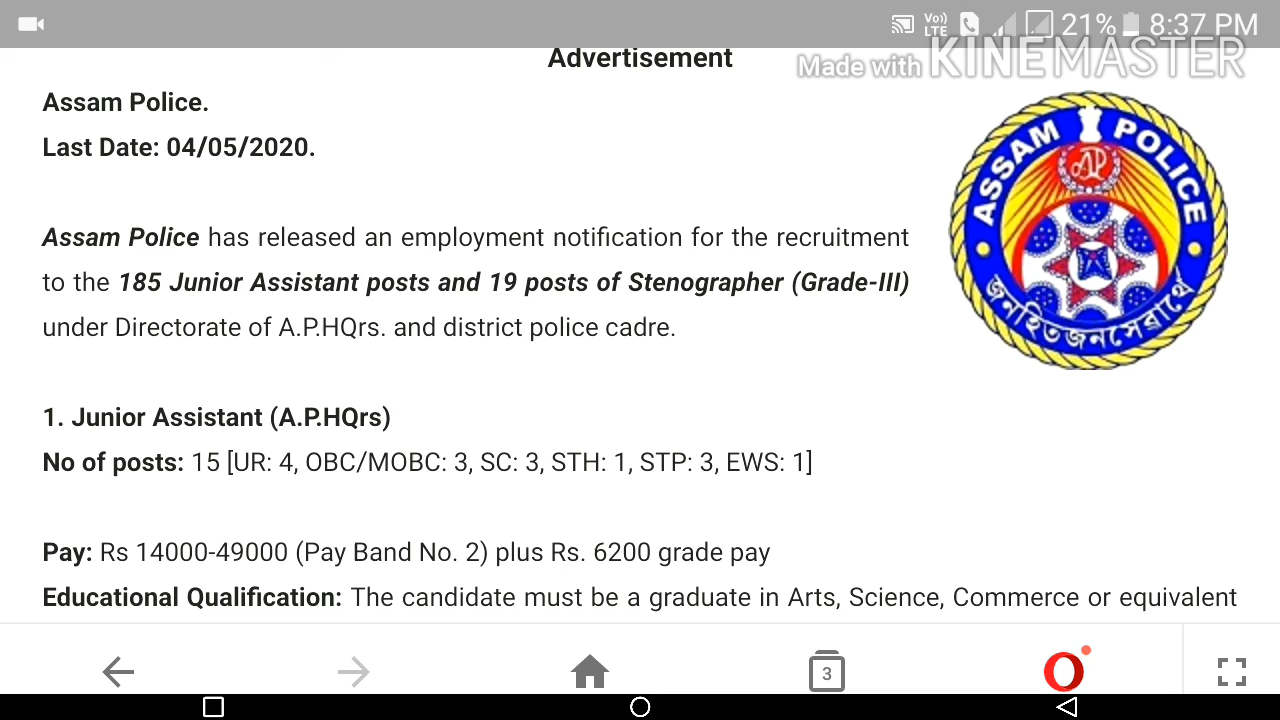 21% 8:37 PM
Vo))
LTE
Made with KINEMASTER
Advertisement
Assam Police.
Last Date: 04/05/2020.
ASSAM POLICE
AP
জনহিতে জনসেৱাৰ্থে
Assam Police has released an employment notification for the recruitment
to the 185 Junior Assistant posts and 19 posts of Stenographer (Grade-III)
under Directorate of A.P.HQrs. and district police cadre.
1. Junior Assistant (A.P.HQrs)
No of posts: 15 [UR: 4, OBC/MOBC: 3, SC: 3, STH: 1, STP: 3, EWS: 1]
Pay: Rs 14000-49000 (Pay Band No. 2) plus Rs. 6200 grade pay
Educational Qualification: The candidate must be a graduate in Arts, Science, Commerce or equivalent
3